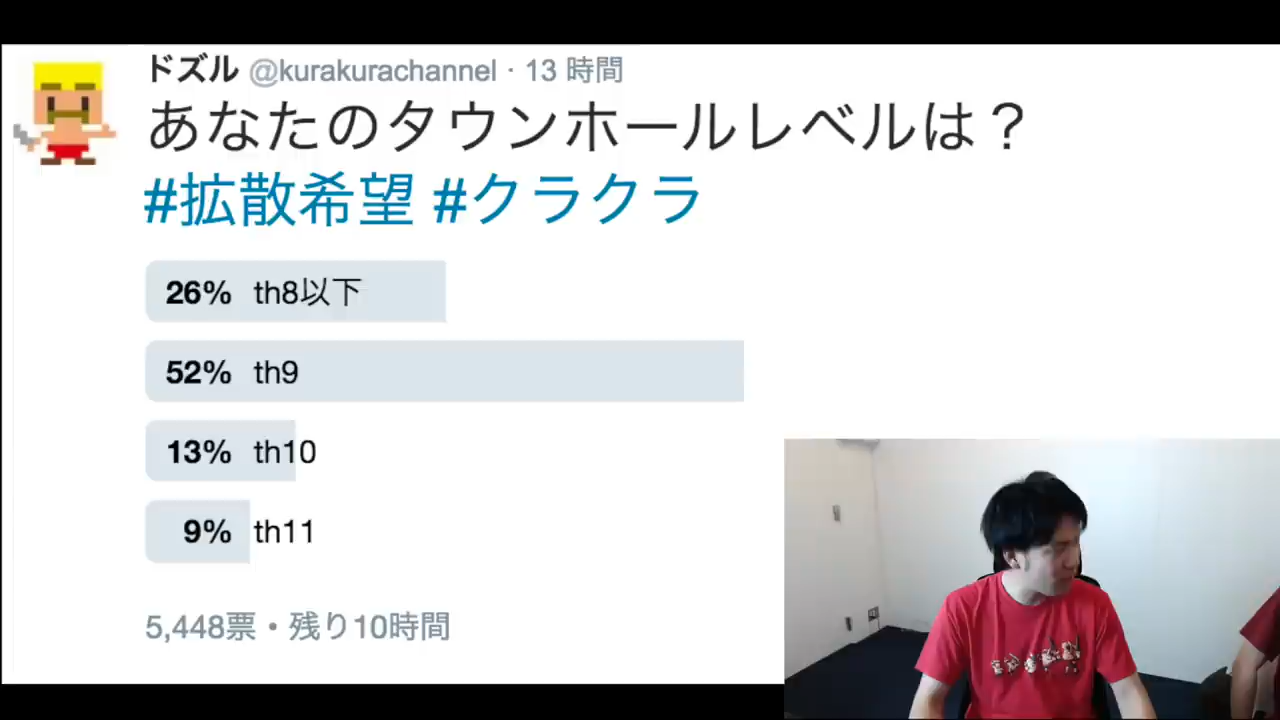 ドズル @kurakurachannel · 13 時間
あなたのタウンホールレベルは？
#拡散希望 #クラクラ
26% th8以下
52% th9
13% th10
9% th11
5,448票・残り10時間